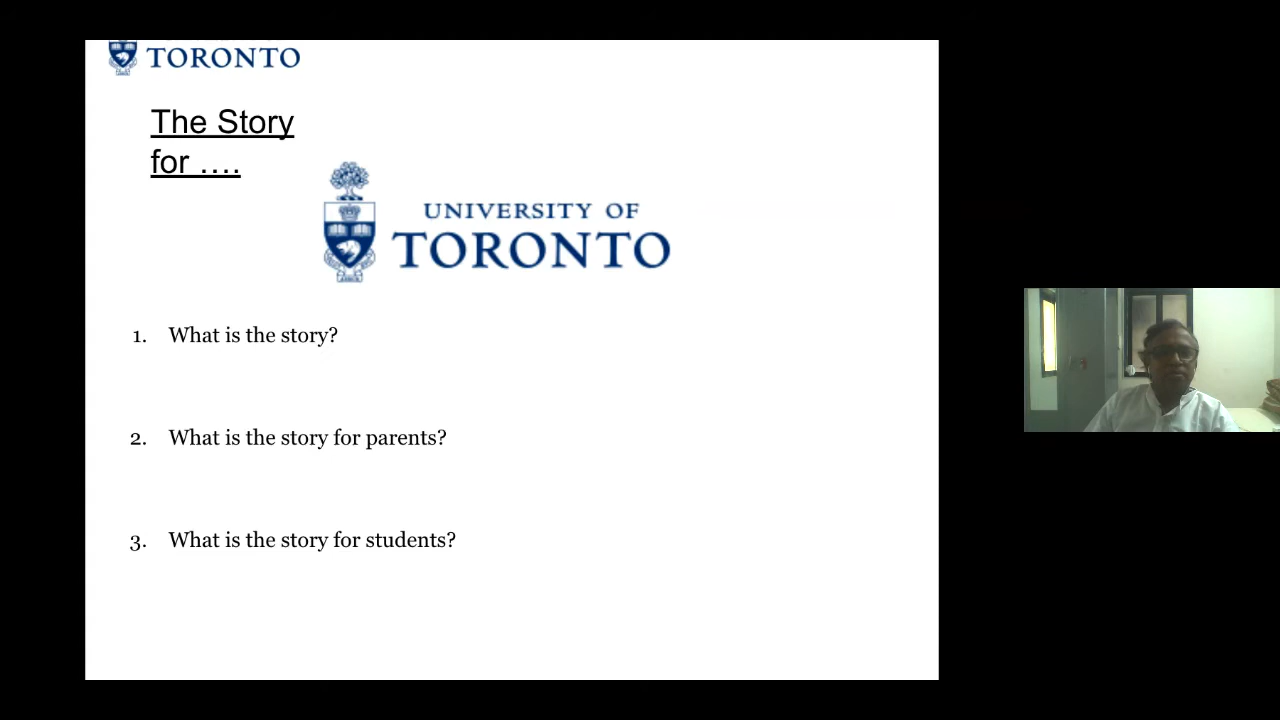 TORONTO
The Story
for ....
UNIVERSITY OF
TORONTO
1. What is the story?
2. What is the story for parents?
3. What is the story for students?